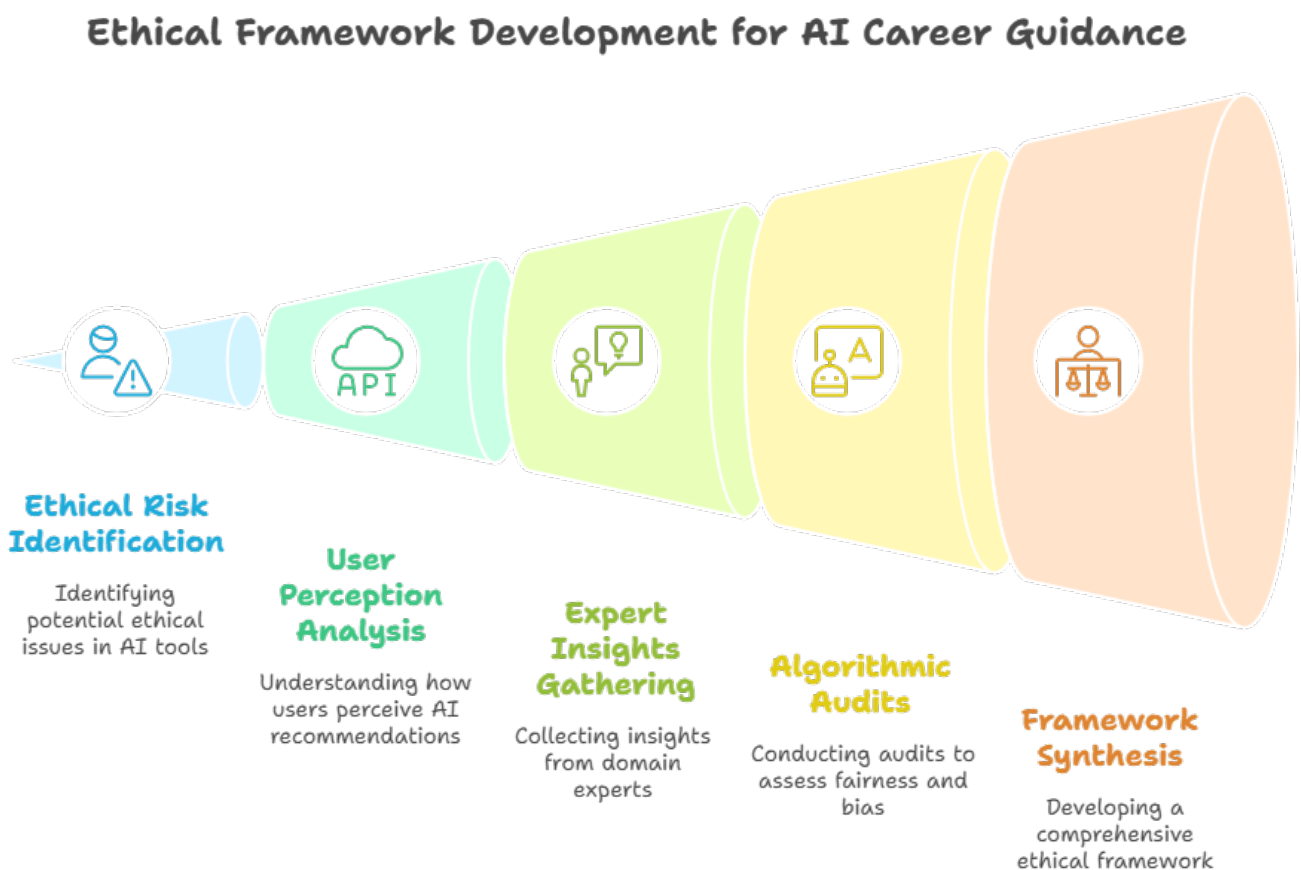 Ethical Framework Development for AI Career Guidance
API
A
Ethical Risk
Identification
Identifying
potential ethical
issues in AI tools
User
Perception
Analysis
Understanding how
users perceive AI
recommendations
Expert
Insights
Gathering
Collecting insights
from domain
experts
Algorithmic
Audits
Conducting audits to
assess fairness and
bias
Framework
Synthesis
Developing a
comprehensive
ethical framework